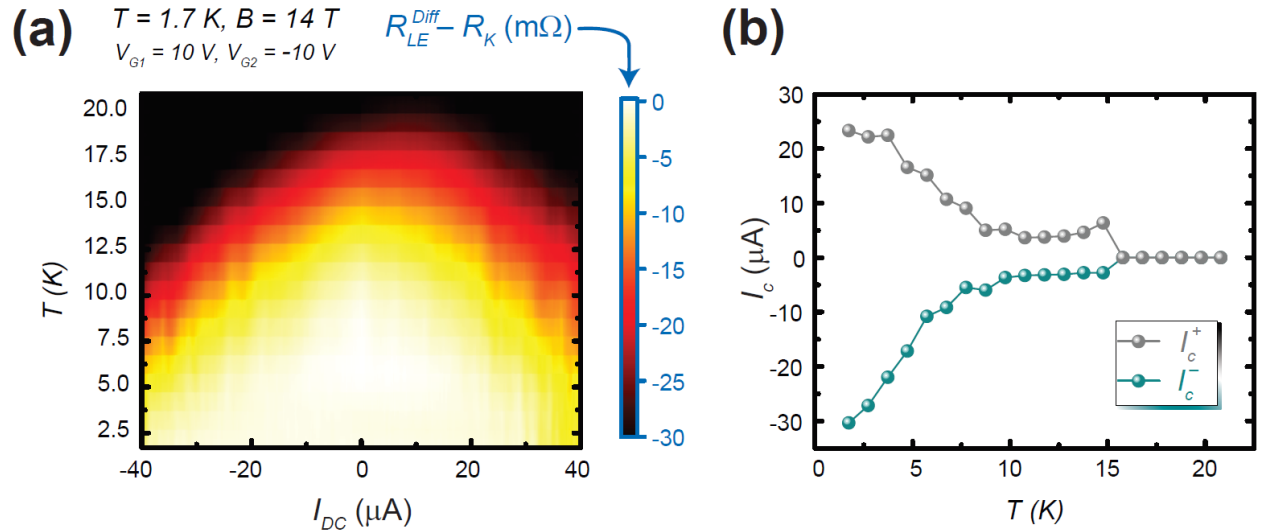 (a)
T = 1.7 K, B = 14 T
V_G1 = 10 V, V_G2 = -10 V
R_LE^Diff – R_K (mΩ)
20.0
17.5
15.0
12.5
10.0
7.5
5.0
2.5
T (K)
-40
-20
0
20
40
I_DC (μA)
0
-5
-10
-15
-20
-25
-30
(b)
30
20
10
0
-10
-20
-30
I_c (μA)
0
5
10
15
20
T (K)
I_c^+
I_c^-